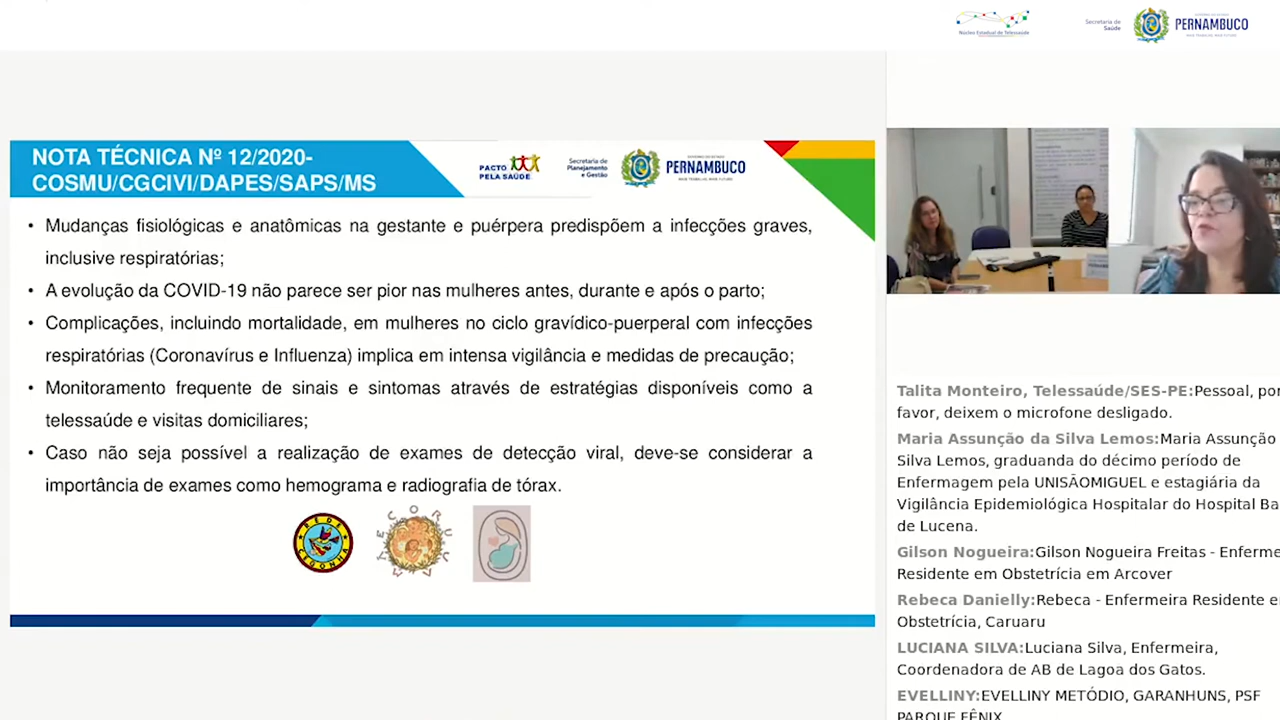 Núcleo Estadual de Telessaúde
Secretaria de
Saúde
PERNAMBUCO
NOTA TÉCNICA Nº 12/2020-
COSMU/CGCIVI/DAPES/SAPS/MS
PACTO
PELA SAÚDE
Secretaria de
Planejamento
e Gestão
PERNAMBUCO
• Mudanças fisiológicas e anatômicas na gestante e puérpera predispõem a infecções graves,
inclusive respiratórias;
• A evolução da COVID-19 não parece ser pior nas mulheres antes, durante e após o parto;
• Complicações, incluindo mortalidade, em mulheres no ciclo gravídico-puerperal com infecções
respiratórias (Coronavírus e Influenza) implica em intensa vigilância e medidas de precaução;
• Monitoramento frequente de sinais e sintomas através de estratégias disponíveis como a
telessaúde e visitas domiciliares;
• Caso não seja possível a realização de exames de detecção viral, deve-se considerar a
importância de exames como hemograma e radiografia de tórax.
REDE
CEGONHA
Talita Monteiro, Telessaúde/SES-PE:Pessoal, por
favor, deixem o microfone desligado.
Maria Assunção da Silva Lemos:Maria Assunção
Silva Lemos, graduanda do décimo período de
Enfermagem pela UNISÃOMIGUEL e estagiária da
Vigilância Epidemiológica Hospitalar do Hospital Ba
de Lucena.
Gilson Nogueira:Gilson Nogueira Freitas - Enferme
Residente em Obstetrícia em Arcover
Rebeca Danielly:Rebeca - Enfermeira Residente e
Obstetrícia, Caruaru
LUCIANA SILVA:Luciana Silva, Enfermeira,
Coordenadora de AB de Lagoa dos Gatos.
EVELLINY:EVELLINY METÓDIO, GARANHUNS, PSF
PARQUE FÊNIX